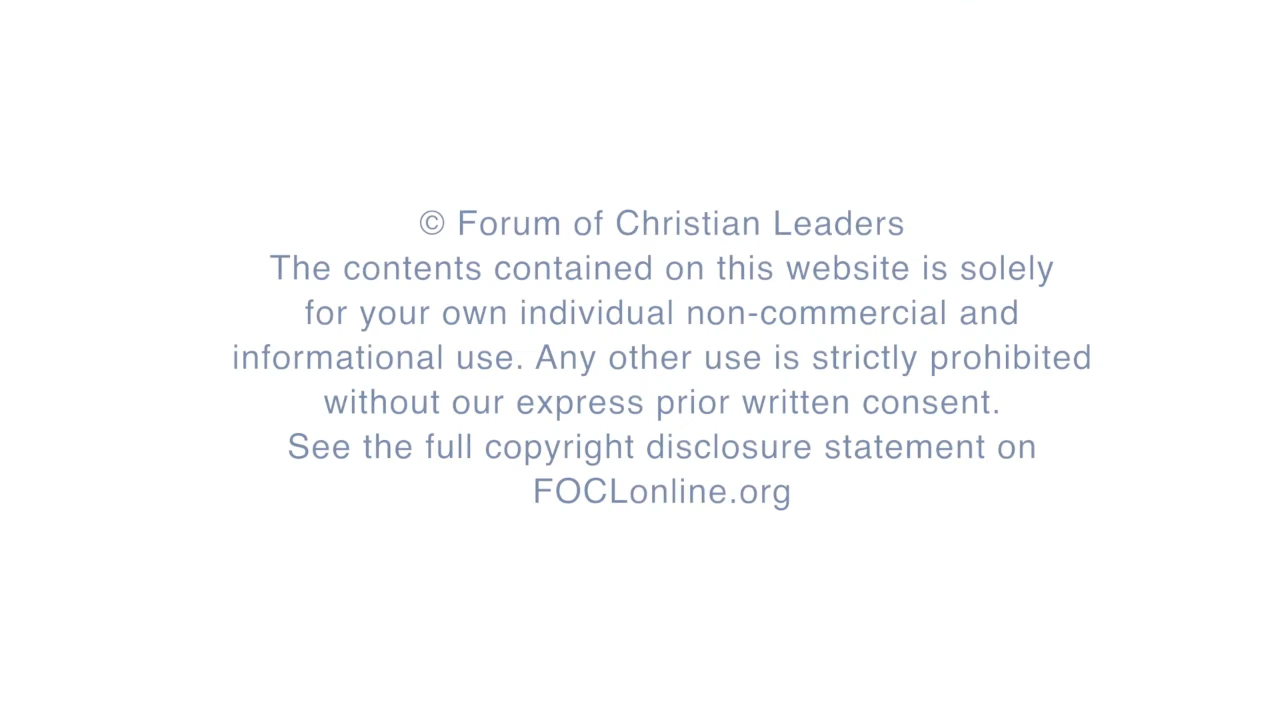 © Forum of Christian Leaders
The contents contained on this website is solely
for your own individual non-commercial and
informational use. Any other use is strictly prohibited
without our express prior written consent.
See the full copyright disclosure statement on
FOCLonline.org